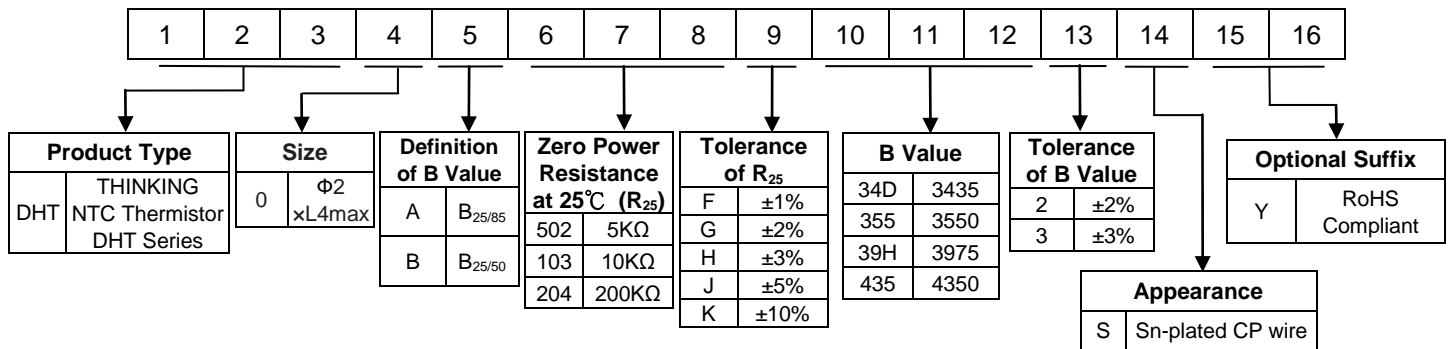 1 2 3 4 5 6 7 8 9 10 11 12 13 14 15 16
Product Type
DHT THINKING
NTC Thermistor
DHT Series
Size
0 Φ2
×L4max
Definition
of B Value
A B25/85
B B25/50
Zero Power
Resistance
at 25℃ (R25)
502 5KΩ
103 10KΩ
204 200KΩ
Tolerance
of R25
F ±1%
G ±2%
H ±3%
J ±5%
K ±10%
B Value
34D 3435
355 3550
39H 3975
435 4350
Tolerance
of B Value
2 ±2%
3 ±3%
Appearance
S Sn-plated CP wire
Optional Suffix
Y RoHS
Compliant